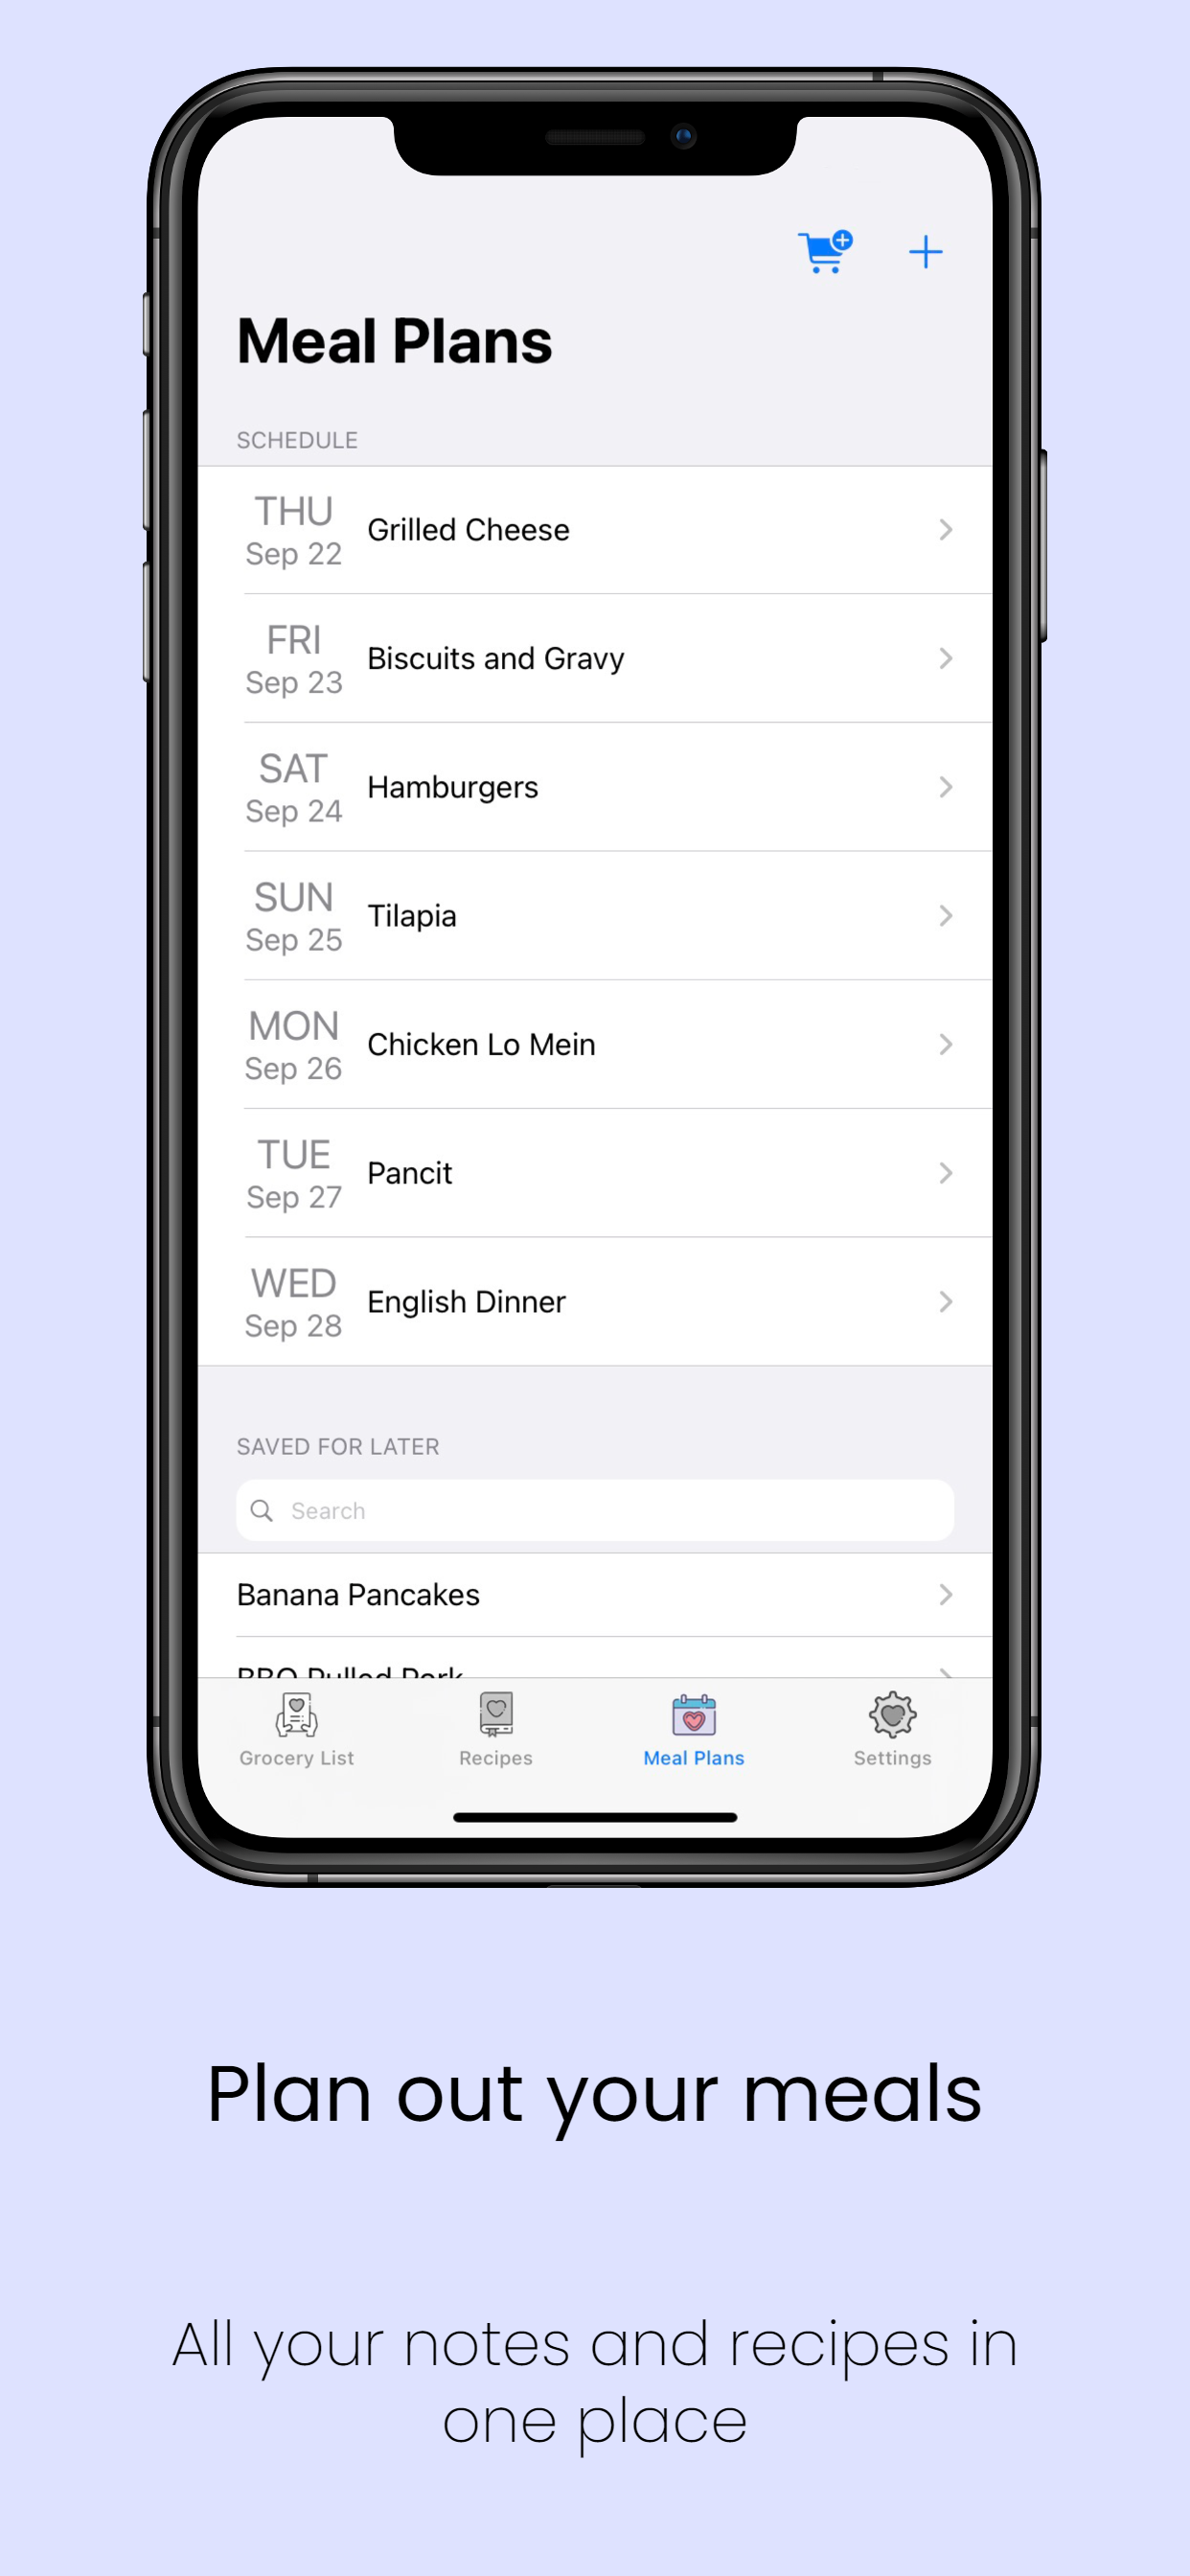 Meal Plans
SCHEDULE
THU
Sep 22
Grilled Cheese
FRI
Sep 23
Biscuits and Gravy
SAT
Sep 24
Hamburgers
SUN
Sep 25
Tilapia
MON
Sep 26
Chicken Lo Mein
TUE
Sep 27
Pancit
WED
Sep 28
English Dinner
SAVED FOR LATER
Search
Banana Pancakes
BBQ Pulled Pork
Grocery List
Recipes
Meal Plans
Settings
Plan out your meals
All your notes and recipes in
one place